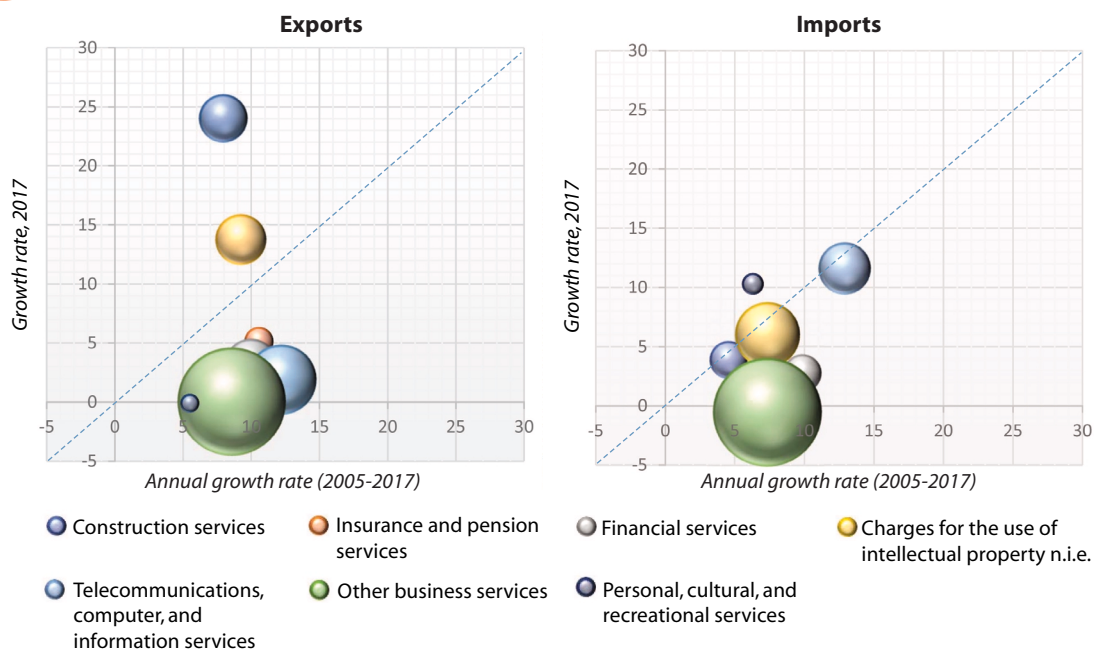 Exports
30
25
20
15
10
5
0
-5
-5 0 5 10 15 20 25 30
Growth rate, 2017
Annual growth rate (2005-2017)
Imports
30
25
20
15
10
5
0
-5
-5 0 5 10 15 20 25 30
Growth rate, 2017
Annual growth rate (2005-2017)
Construction services
Insurance and pension
services
Financial services
Charges for the use of
intellectual property n.i.e.
Telecommunications,
computer, and
information services
Other business services
Personal, cultural, and
recreational services